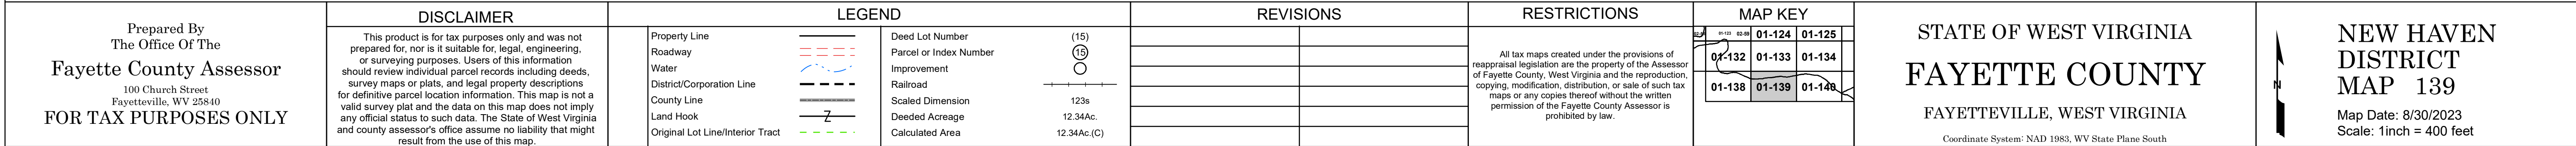 Prepared By
The Office Of The
Fayette County Assessor
100 Church Street
Fayetteville, WV 25840
FOR TAX PURPOSES ONLY
DISCLAIMER
This product is for tax purposes only and was not
prepared for, nor is it suitable for, legal, engineering,
or surveying purposes. Users of this information
should review individual parcel records including deeds,
survey maps or plats, and legal property descriptions
for definitive parcel location information. This map is not a
valid survey plat and the data on this map does not imply
any official status to such data. The State of West Virginia
and county assessor's office assume no liability that might
result from the use of this map.
LEGEND
Property Line
Roadway
Water
District/Corporation Line
County Line
Land Hook
Z
Original Lot Line/Interior Tract
Deed Lot Number (15)
Parcel or Index Number 15
Improvement
Railroad
Scaled Dimension 123s
Deeded Acreage 12.34Ac.
Calculated Area 12.34Ac.(C)
REVISIONS
RESTRICTIONS
All tax maps created under the provisions of
reappraisal legislation are the property of the Assessor
of Fayette County, West Virginia and the reproduction,
copying, modification, distribution, or sale of such tax
maps or any copies thereof without the written
permission of the Fayette County Assessor is
prohibited by law.
MAP KEY
01-123 02-59 01-124 01-125
01-132 01-133 01-134
01-138 01-139 01-140
STATE OF WEST VIRGINIA
FAYETTE COUNTY
FAYETTEVILLE, WEST VIRGINIA
Coordinate System: NAD 1983, WV State Plane South
N
NEW HAVEN
DISTRICT
MAP 139
Map Date: 8/30/2023
Scale: 1inch = 400 feet